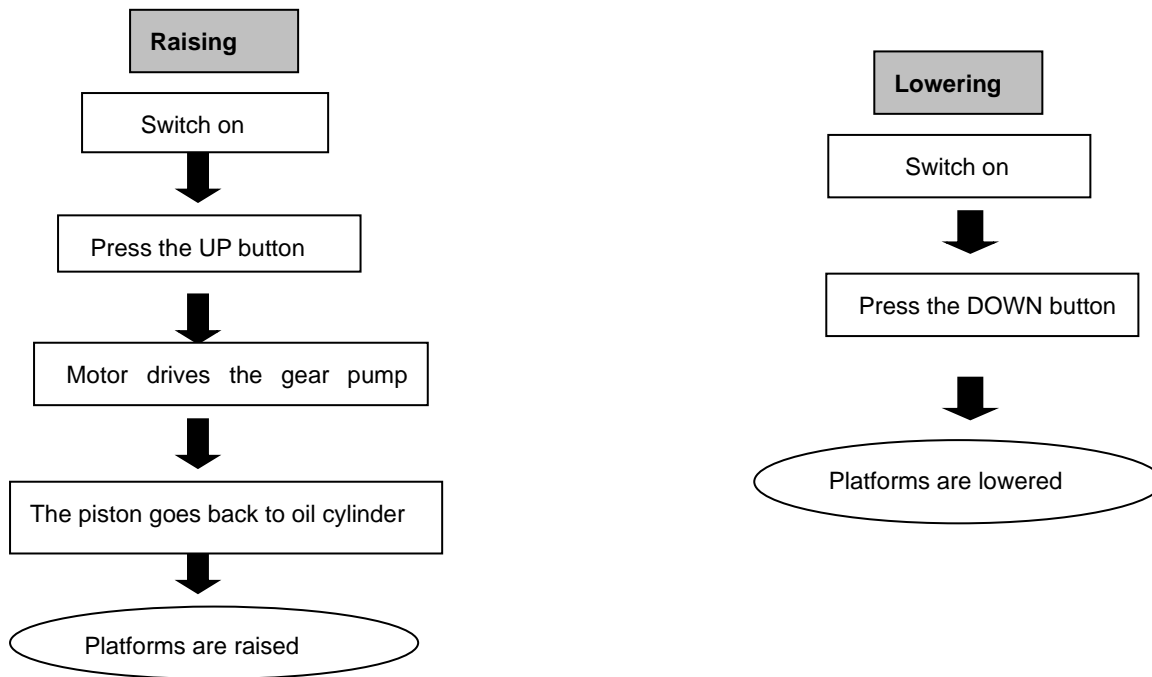 Raising
Switch on
Press the UP button
Motor drives the gear pump
The piston goes back to oil cylinder
Platforms are raised
Lowering
Switch on
Press the DOWN button
Platforms are lowered